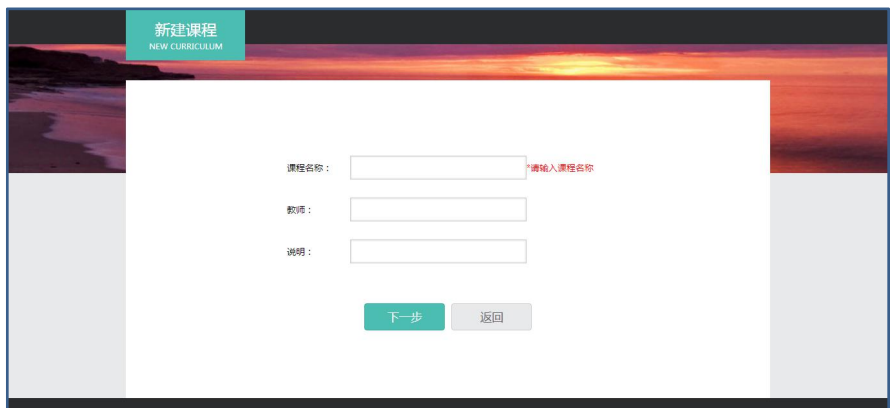 新建课程
NEW CURRICULUM
课程名称： *请输入课程名称
教师：
说明：
下一步 返回